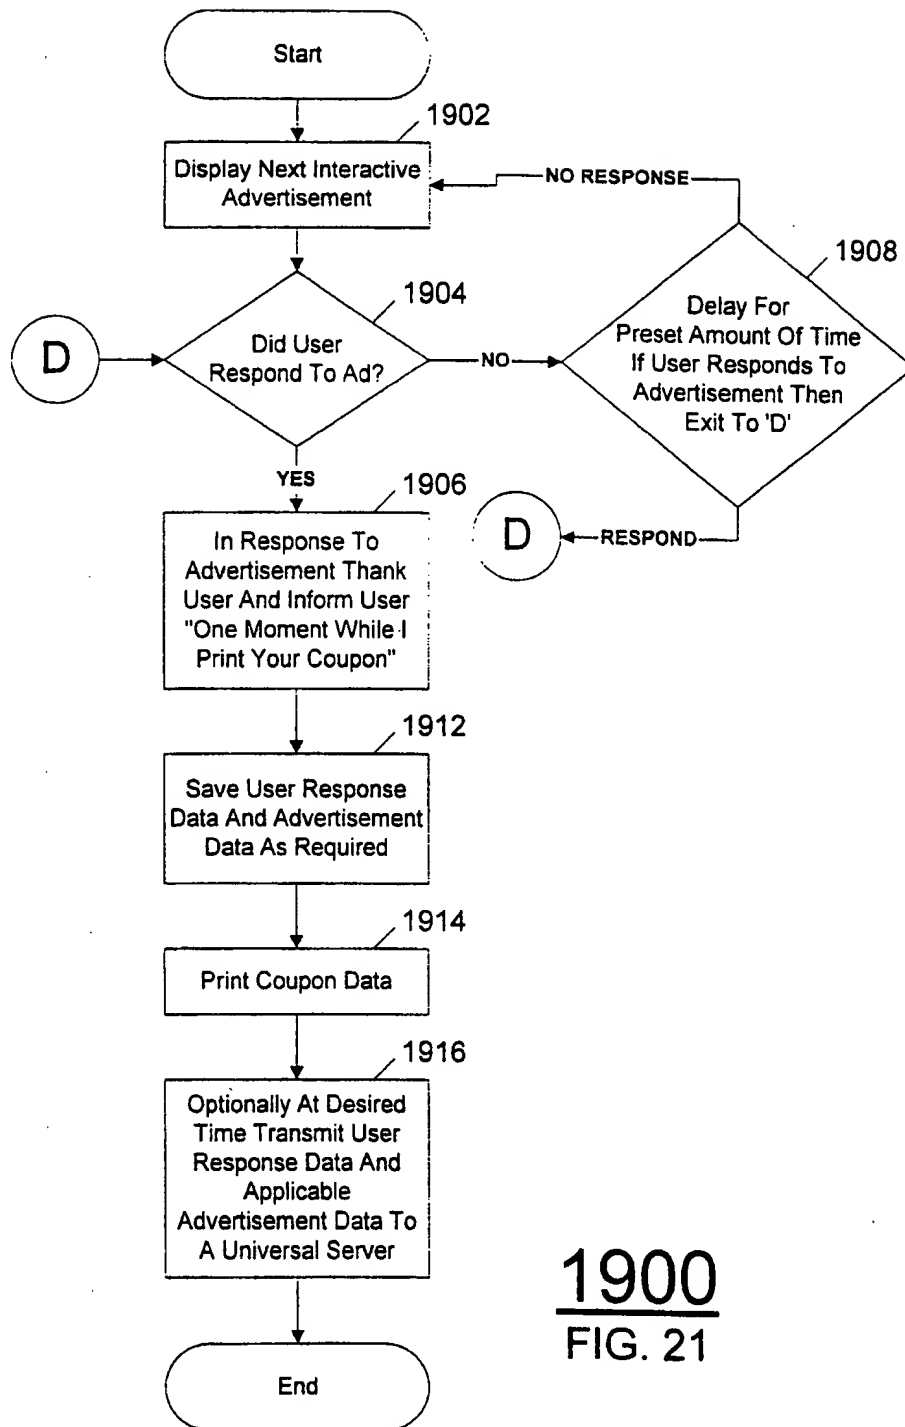 Start
1902
Display Next Interactive
Advertisement
NO RESPONSE
1908
Delay For
Preset Amount Of Time
If User Responds To
Advertisement Then
Exit To 'D'
1904
Did User
Respond To Ad?
D
NO
YES
D
RESPOND
1906
In Response To
Advertisement Thank
User And Inform User
"One Moment While I
Print Your Coupon"
1912
Save User Response
Data And Advertisement
Data As Required
1914
Print Coupon Data
1916
Optionally At Desired
Time Transmit User
Response Data And
Applicable
Advertisement Data To
A Universal Server
End
1900
FIG. 21